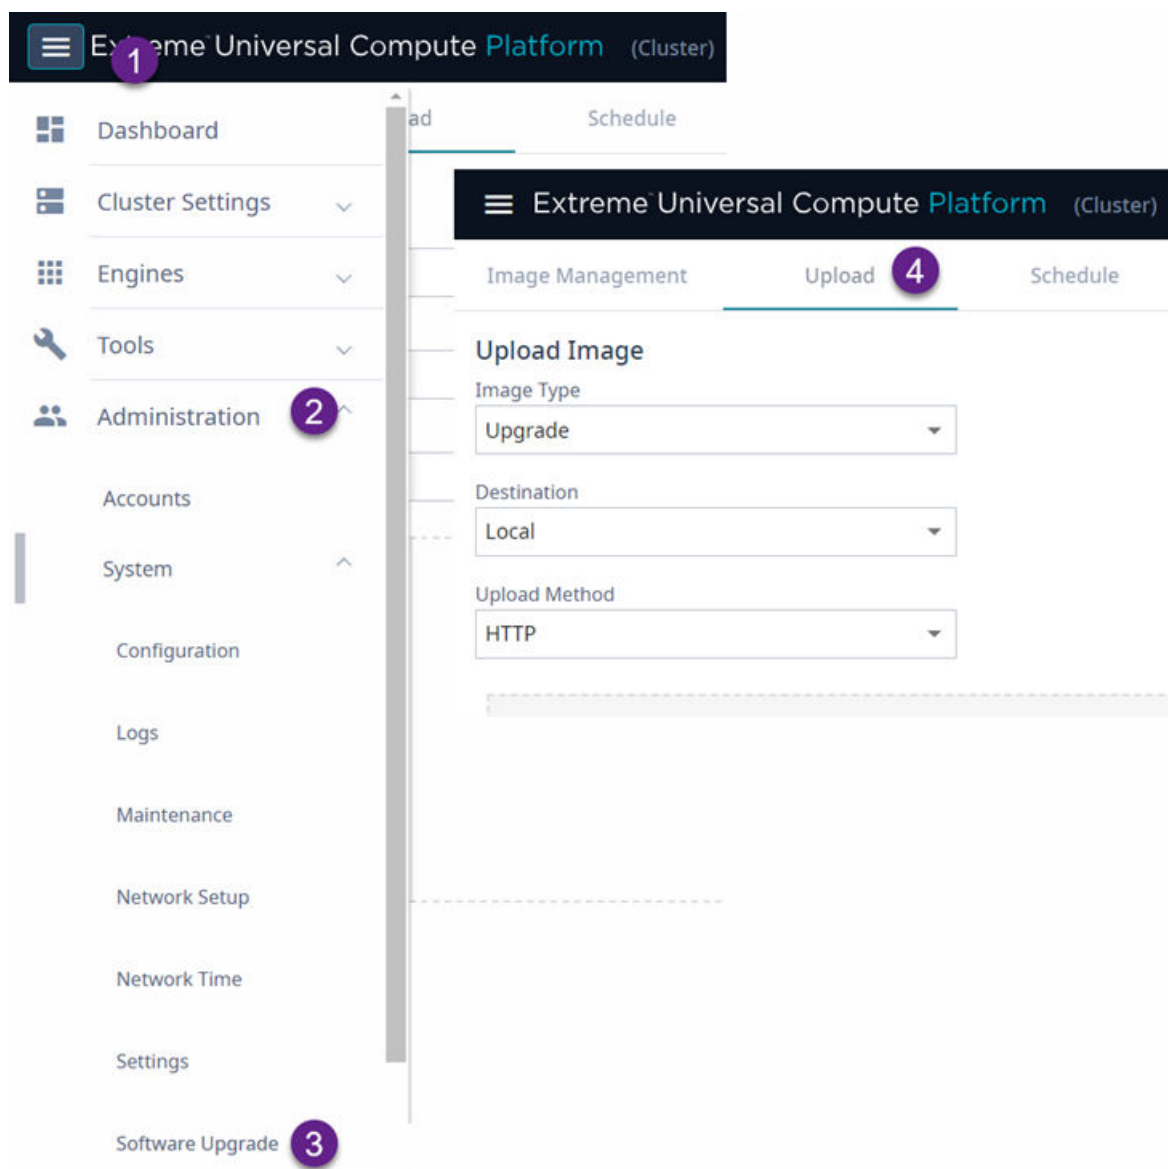 Extreme Universal Compute Platform (Cluster)
1
Dashboard
ad
Schedule
Cluster Settings
Engines
Tools
Administration 2
Accounts
System
Configuration
Logs
Maintenance
Network Setup
Network Time
Settings
Software Upgrade 3
Extreme™ Universal Compute Platform (Cluster)
Image Management
Upload 4
Schedule
Upload Image
Image Type
Upgrade
Destination
Local
Upload Method
HTTP